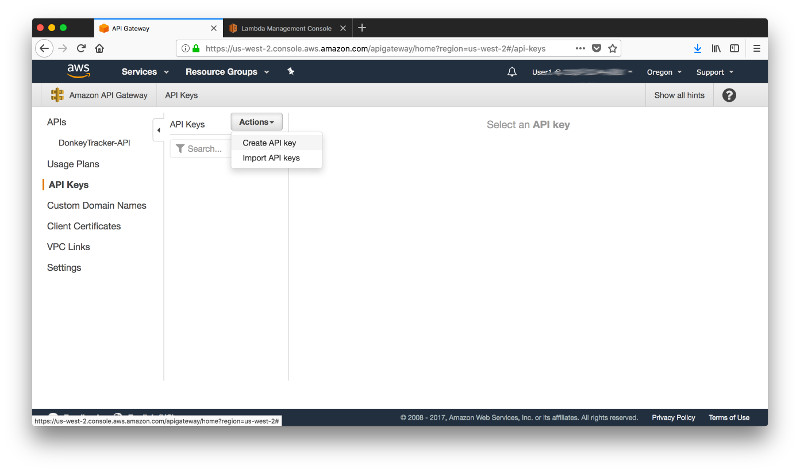 API Gateway
Lambda Management Console
https://us-west-2.console.aws.amazon.com/apigateway/home?region=us-west-2#/api-keys
aws
Services
Resource Groups
Oregon
Support
Amazon API Gateway
API Keys
Show all hints
?
APIs
DonkeyTracker-API
Usage Plans
API Keys
Custom Domain Names
Client Certificates
VPC Links
Settings
API Keys
Actions
Search...
Create API key
Import API keys
Select an API key
https://us-west-2.console.aws.amazon.com/apigateway/home?region=us-west-2#
© 2008 - 2017, Amazon Web Services, Inc. or its affiliates. All rights reserved.
Privacy Policy
Terms of Use